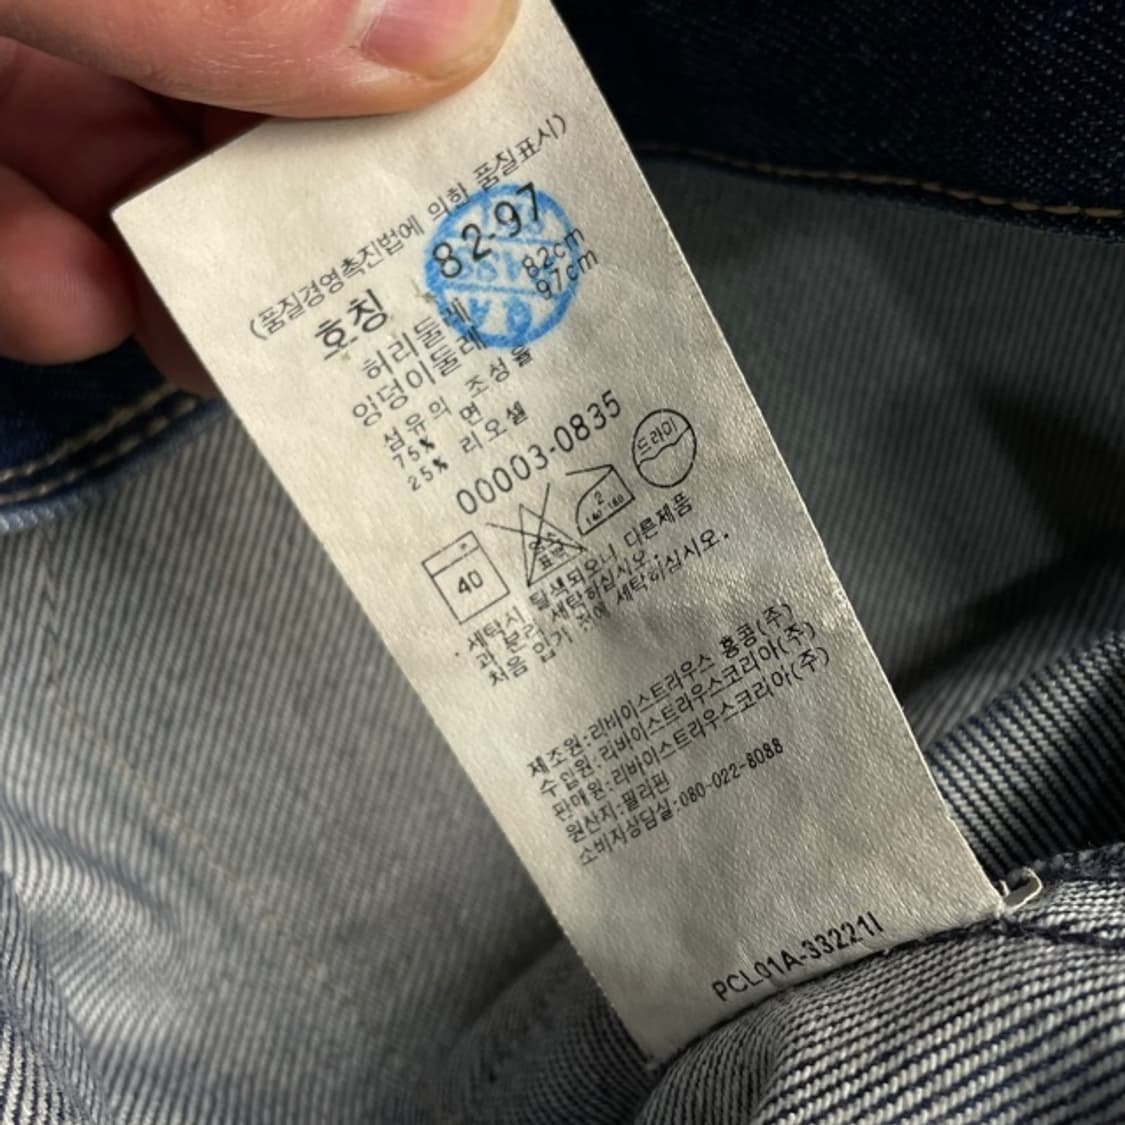 (품질경영촉진법에 의한 품질표시)
호칭 82-97
허리둘레 82cm
엉덩이둘레 97cm
섬유의 조성율
75% 면
25% 리오셀
00003-0835
40
표백
2
드라이
· 세탁시 탈색되오니 다른제품
과 분리 세탁하십시오.
처음 입기 전에 세탁하십시오.
제조원:리바이스트라우스 홍콩(주)
수입원:리바이스트라우스코리아(주)
판매원:리바이스트라우스코리아(주)
원산지:필리핀
소비자상담실:080-022-8088
PCL01A-33221I